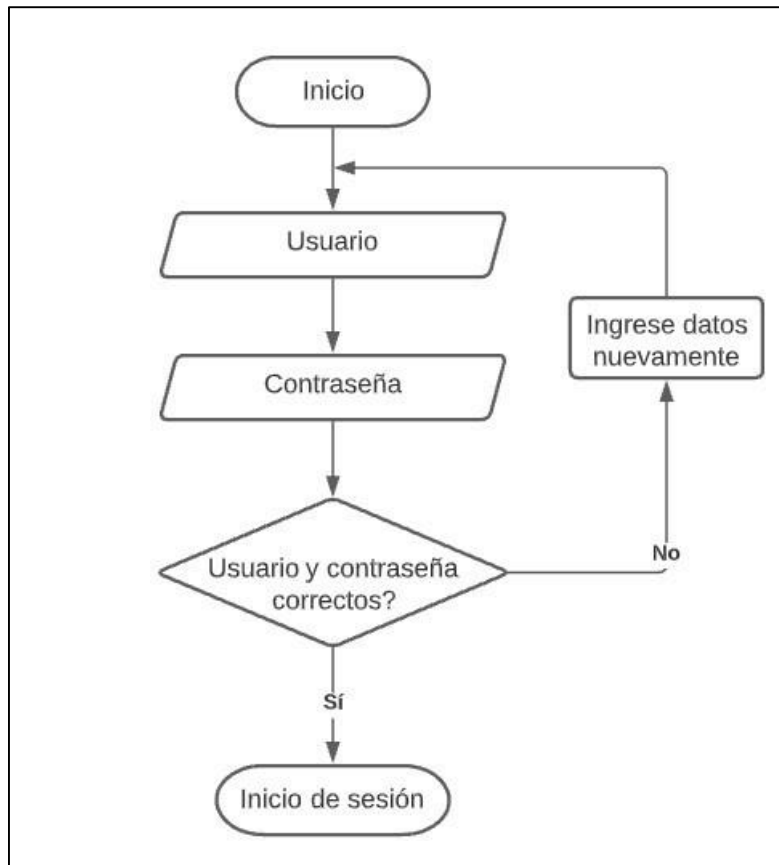 Inicio
Usuario
Ingrese datos
nuevamente
Contraseña
No
Usuario y contraseña
correctos?
Sí
Inicio de sesión